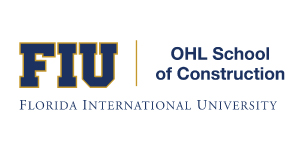 FIU
OHL School
of Construction
Florida International University